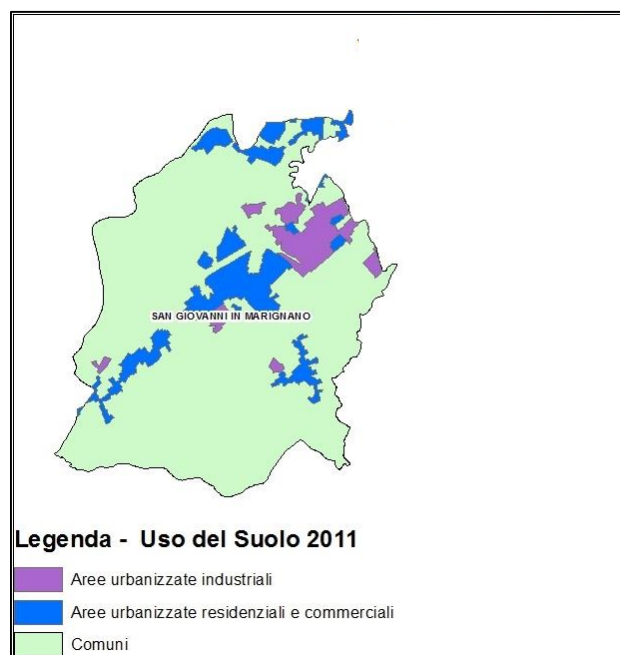 SAN GIOVANNI IN MARIGNANO
Legenda - Uso del Suolo 2011
Aree urbanizzate industriali
Aree urbanizzate residenziali e commerciali
Comuni